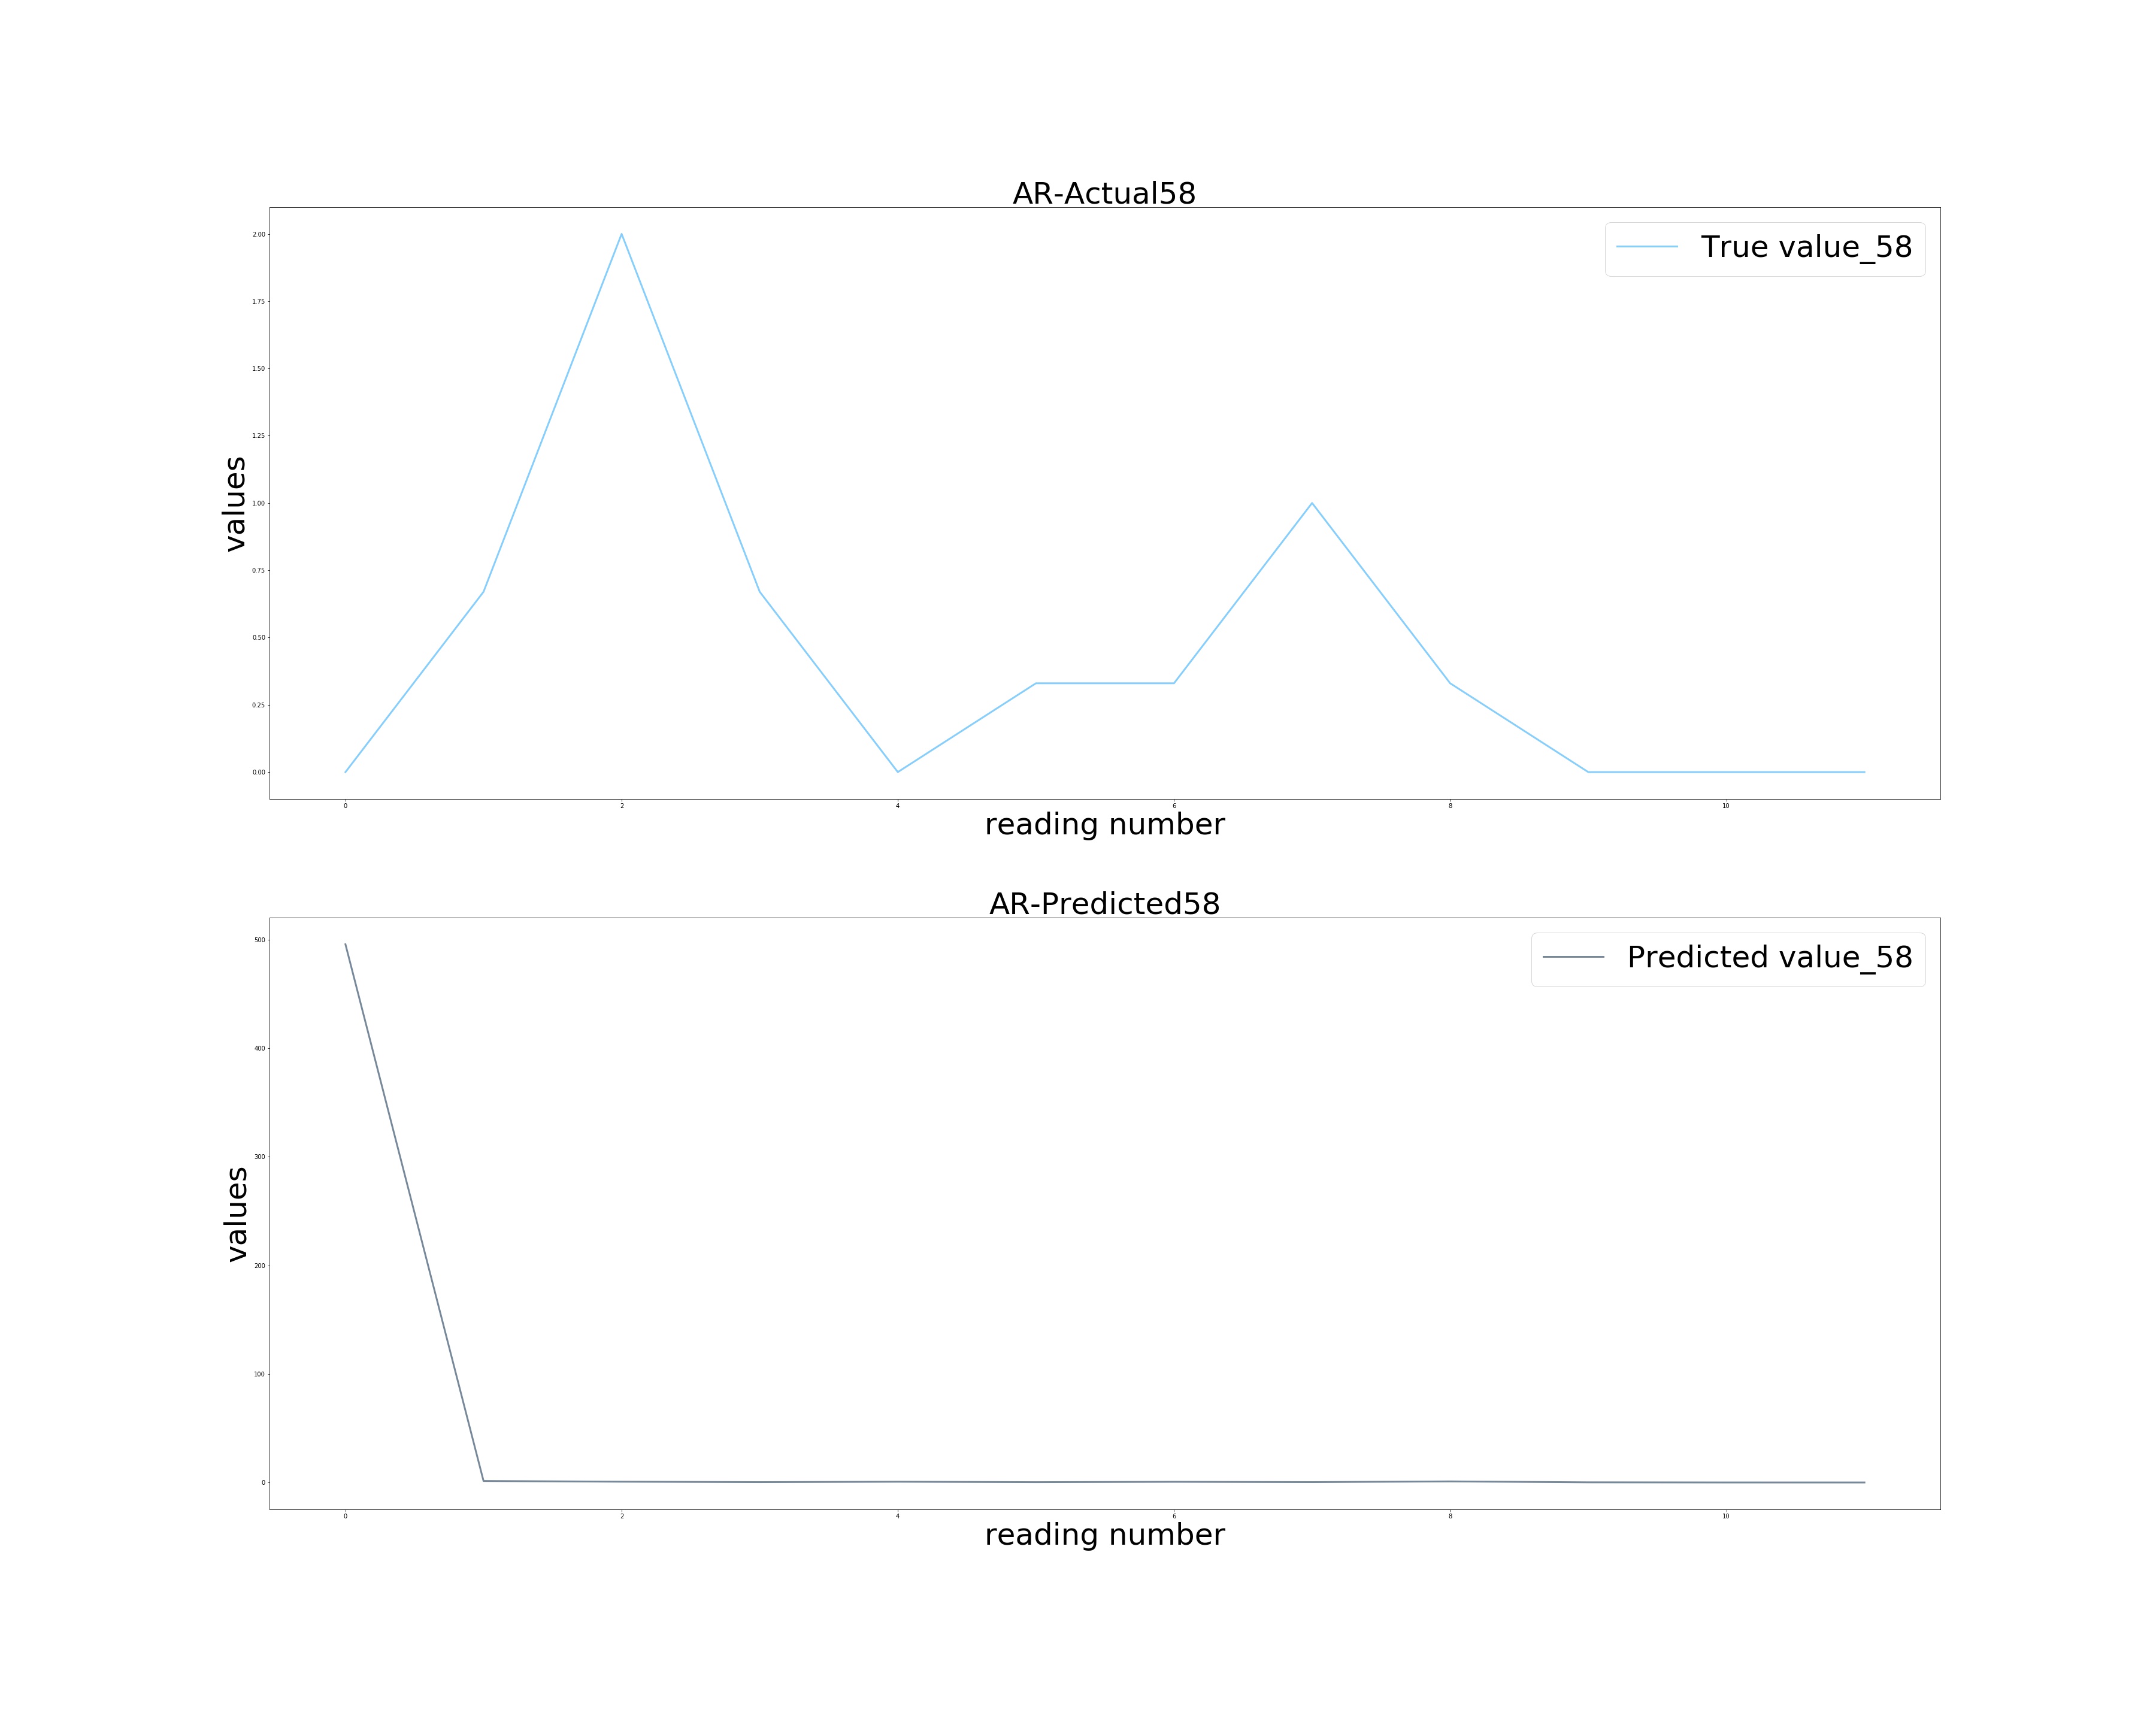 AR-Actual58
True value_58
2.00
1.75
1.50
1.25
1.00
0.75
0.50
0.25
0.00
values
0 2 4 6 8 10
reading number
AR-Predicted58
Predicted value_58
500
400
300
200
100
0
values
0 2 4 6 8 10
reading number